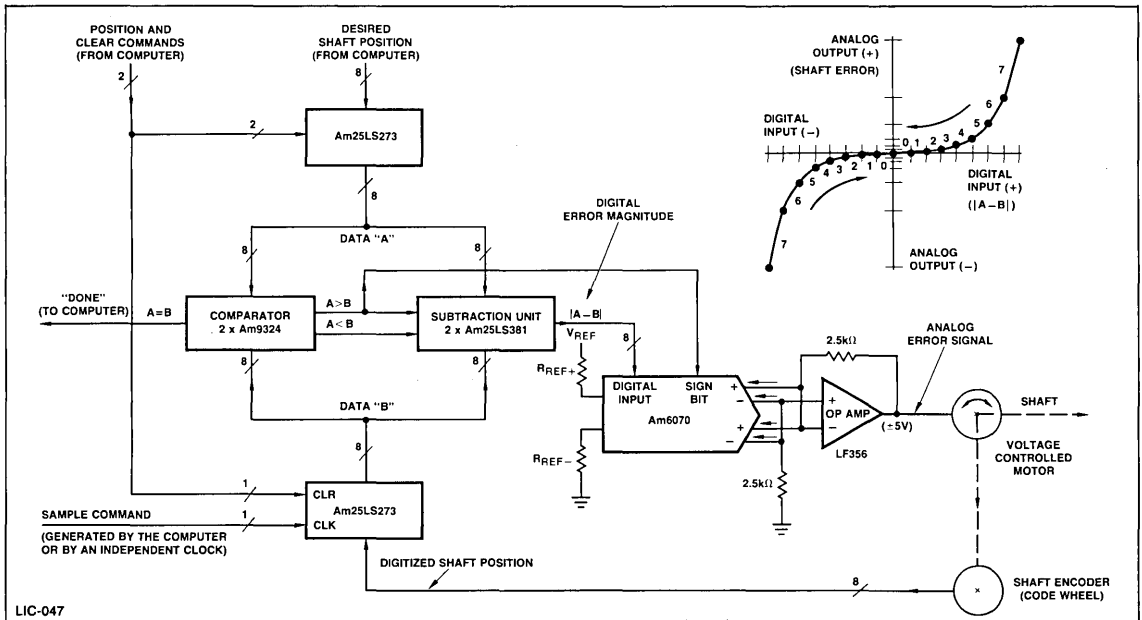 POSITION AND
CLEAR COMMANDS
(FROM COMPUTER)
2
DESIRED
SHAFT POSITION
(FROM COMPUTER)
8
2
Am25LS273
8
DATA "A"
8
8
DIGITAL
ERROR MAGNITUDE
"DONE"
(TO COMPUTER)
A=B
COMPARATOR
2 x Am9324
A>B
A<B
SUBTRACTION UNIT
2 x Am25LS381
|A−B|
8
8
8
DATA "B"
8
VREF
RREF+
RREF−
DIGITAL
INPUT
SIGN
BIT
Am6070
+
−
+
−
2.5kΩ
+
−
OP AMP
LF356
2.5kΩ
ANALOG
ERROR SIGNAL
(±5V)
SHAFT
VOLTAGE
CONTROLLED
MOTOR
1
CLR
Am25LS273
CLK
1
SAMPLE COMMAND
(GENERATED BY THE COMPUTER
OR BY AN INDEPENDENT CLOCK)
DIGITIZED SHAFT POSITION
8
SHAFT ENCODER
(CODE WHEEL)
ANALOG
OUTPUT (+)
(SHAFT ERROR)
DIGITAL
INPUT (−)
7
6
5
4
3
2
1
0
0
1
2
3
4
5
6
7
DIGITAL
INPUT (+)
(|A−B|)
ANALOG
OUTPUT (−)
LIC-047